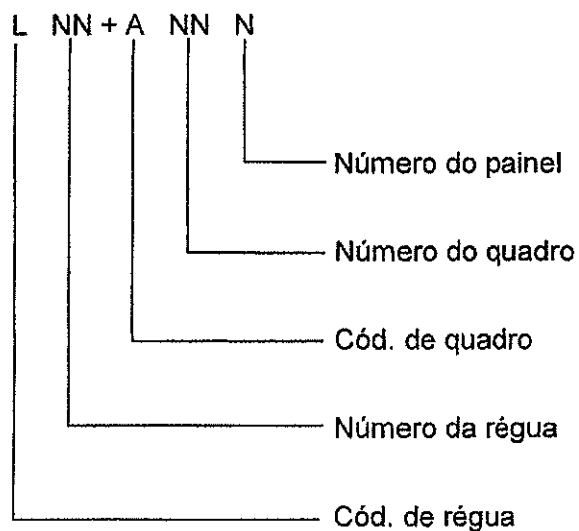 L NN + A NN N
Número do painel
Número do quadro
Cód. de quadro
Número da régua
Cód. de régua